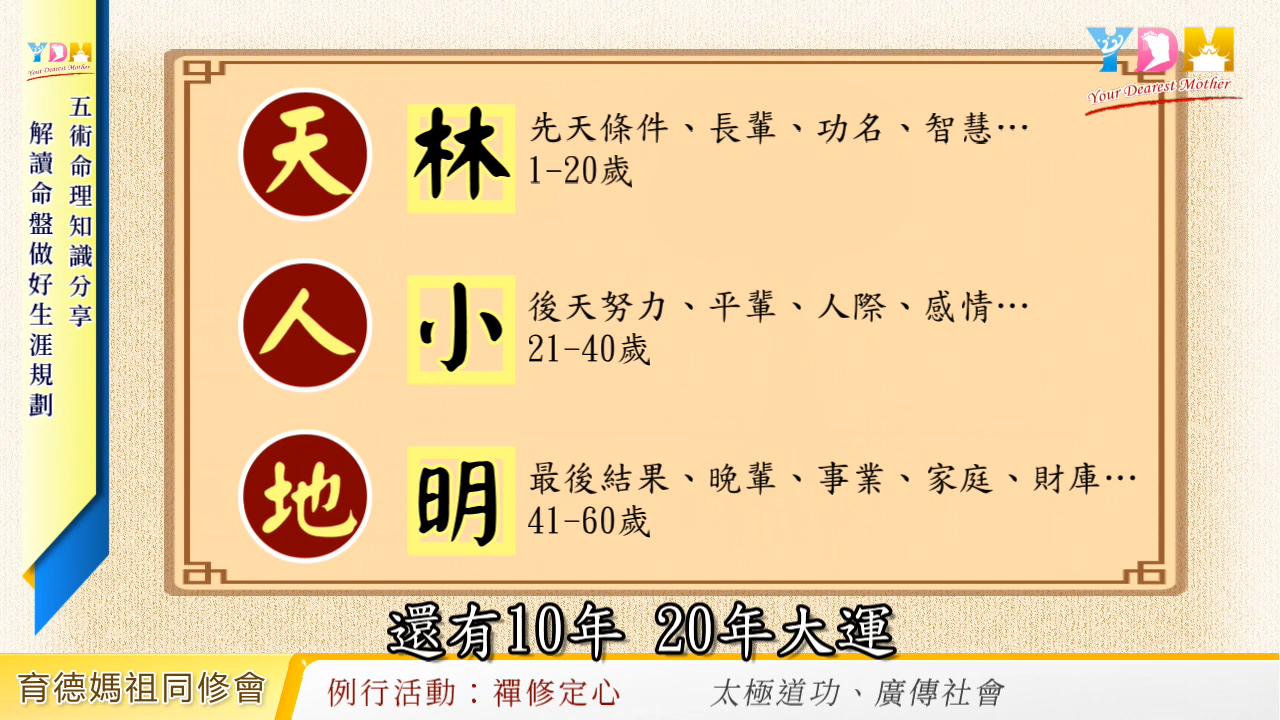 YDM
Your Dearest Mother
五術命理知識分享
解讀命盤做好生涯規劃
YDM
Your Dearest Mother
天
林
先天條件、長輩、功名、智慧…
1-20歲
人
小
後天努力、平輩、人際、感情…
21-40歲
地
明
最後結果、晚輩、事業、家庭、財庫…
41-60歲
還有10年 20年大運
育德媽祖同修會
例行活動：禪修定心
太極道功、廣傳社會